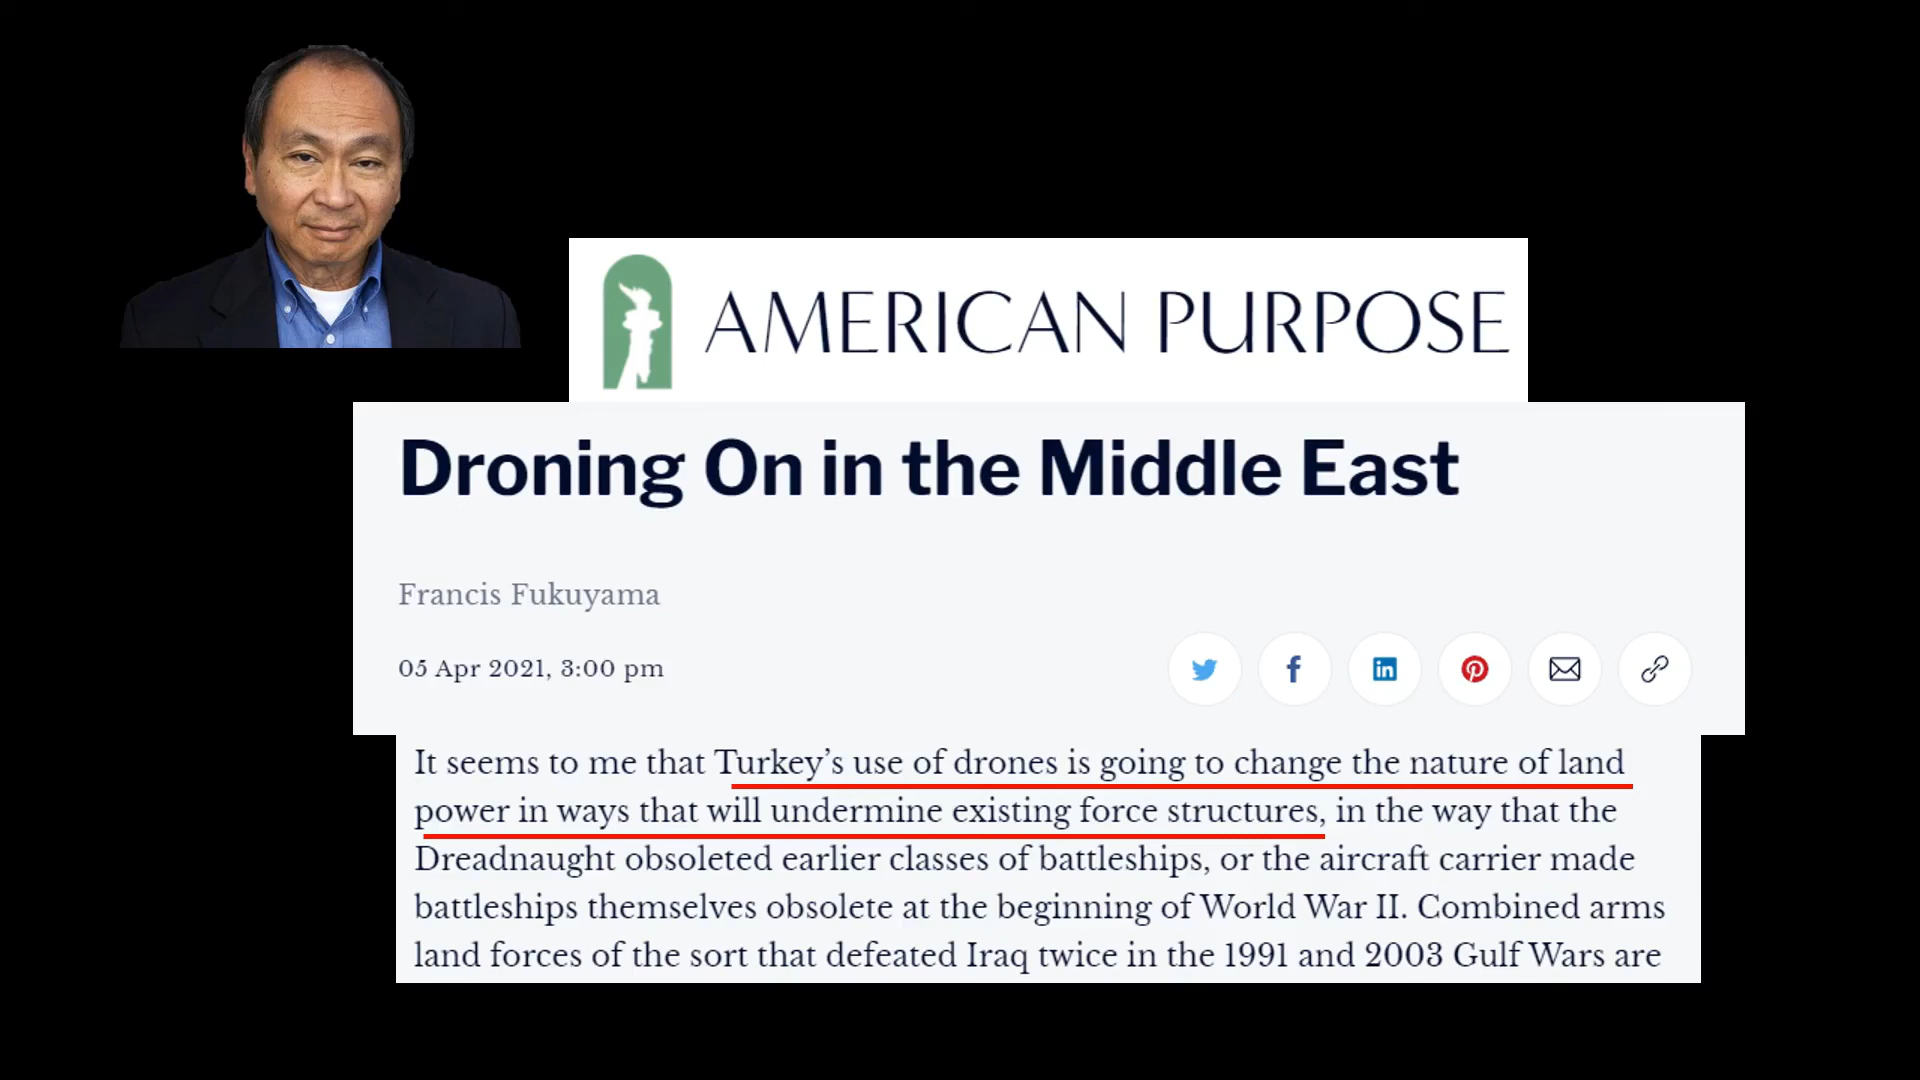 AMERICAN PURPOSE
Droning On in the Middle East
Francis Fukuyama
05 Apr 2021, 3:00 pm
It seems to me that Turkey’s use of drones is going to change the nature of land
power in ways that will undermine existing force structures, in the way that the
Dreadnaught obsoleted earlier classes of battleships, or the aircraft carrier made
battleships themselves obsolete at the beginning of World War II. Combined arms
land forces of the sort that defeated Iraq twice in the 1991 and 2003 Gulf Wars are